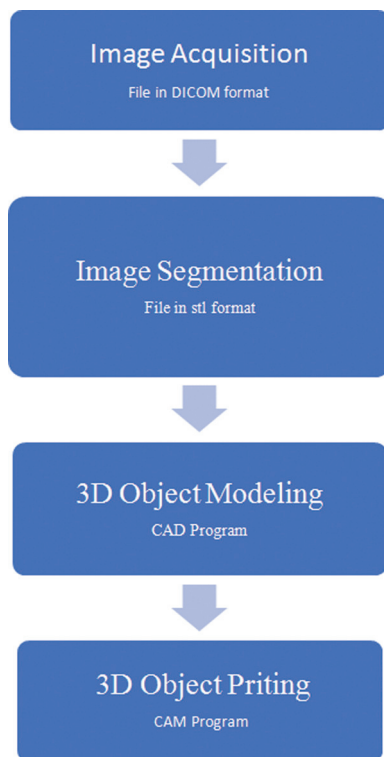 Image Acquisition
File in DICOM format
Image Segmentation
File in stl format
3D Object Modeling
CAD Program
3D Object Priting
CAM Program